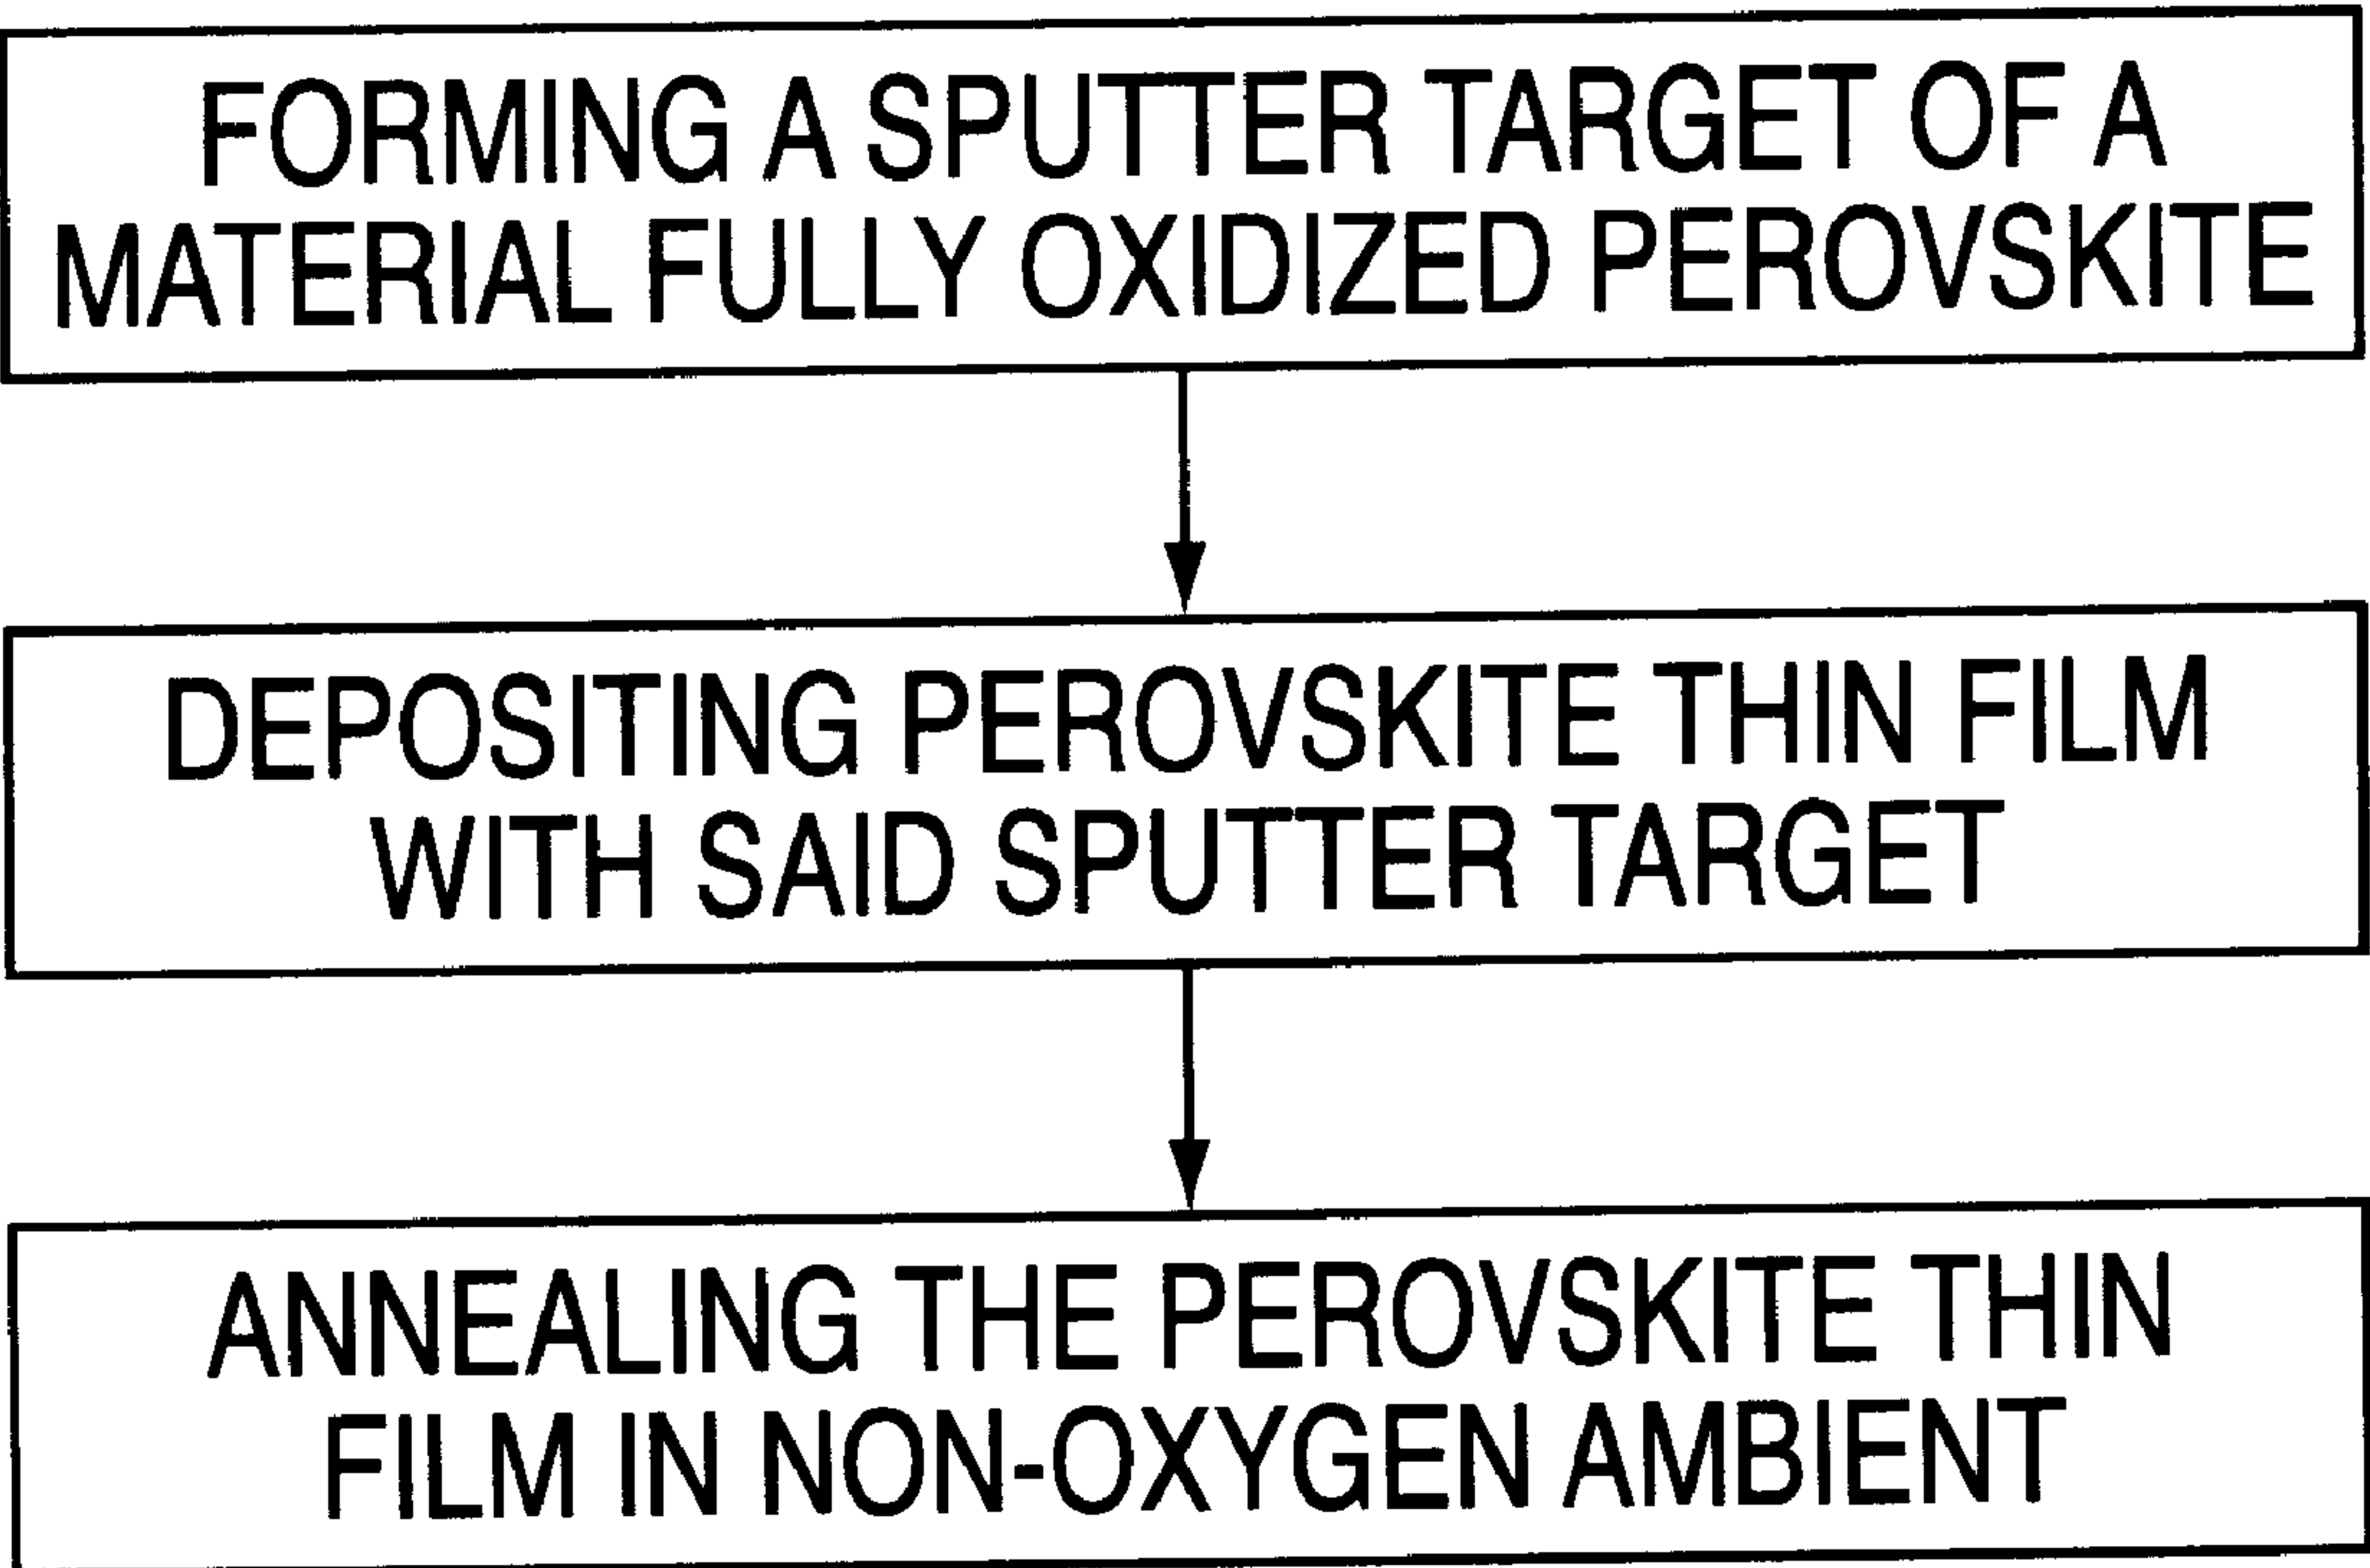 FORMING A SPUTTER TARGET OF A
MATERIAL FULLY OXIDIZED PEROVSKITE
DEPOSITING PEROVSKITE THIN FILM
WITH SAID SPUTTER TARGET
ANNEALING THE PEROVSKITE THIN
FILM IN NON-OXYGEN AMBIENT